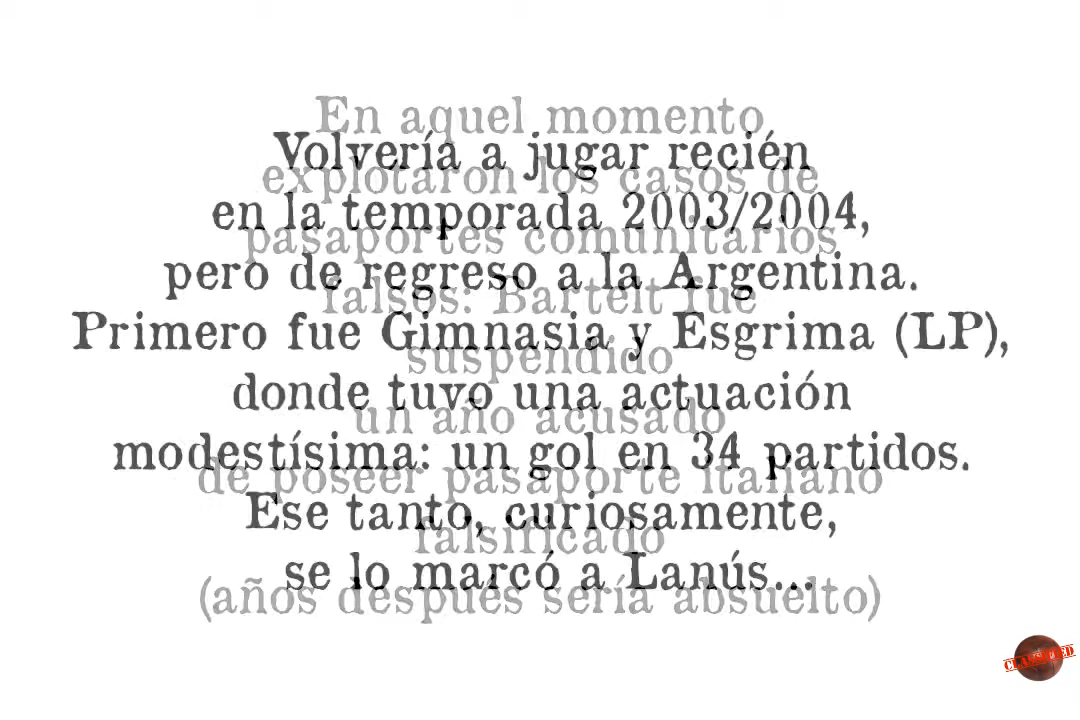 En aquel momento
explotaron los casos de
pasaportes comunitarios
falsos: Bartelt fue
suspendido
un año acusado
de poseer pasaporte italiano
falsificado
(años después sería absuelto)
Volvería a jugar recién
en la temporada 2003/2004,
pero de regreso a la Argentina.
Primero fue Gimnasia y Esgrima (LP),
donde tuvo una actuación
modestísima: un gol en 34 partidos.
Ese tanto, curiosamente,
se lo marcó a Lanús...
CLASSIFIED